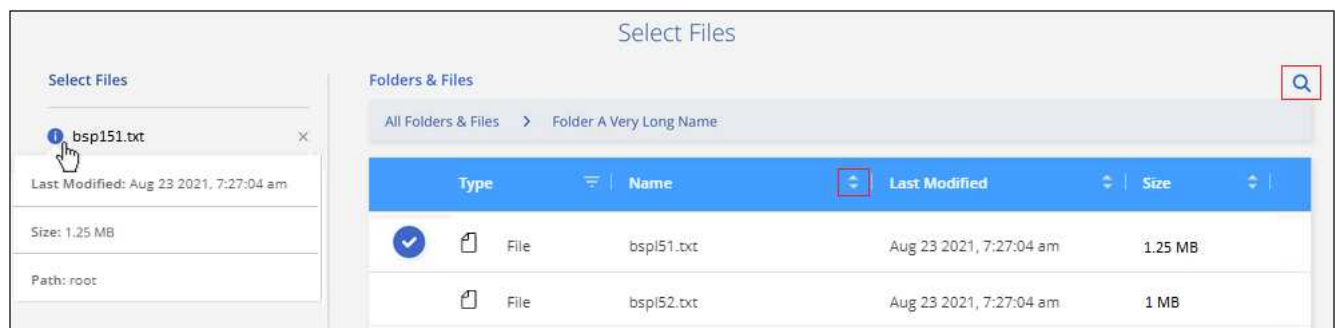 Select Files
Select Files
Folders & Files
bsp151.txt
All Folders & Files > Folder A Very Long Name
Last Modified: Aug 23 2021, 7:27:04 am
Size: 1.25 MB
Path: root
Type Name Last Modified Size
File bspl51.txt Aug 23 2021, 7:27:04 am 1.25 MB
File bspl52.txt Aug 23 2021, 7:27:04 am 1 MB